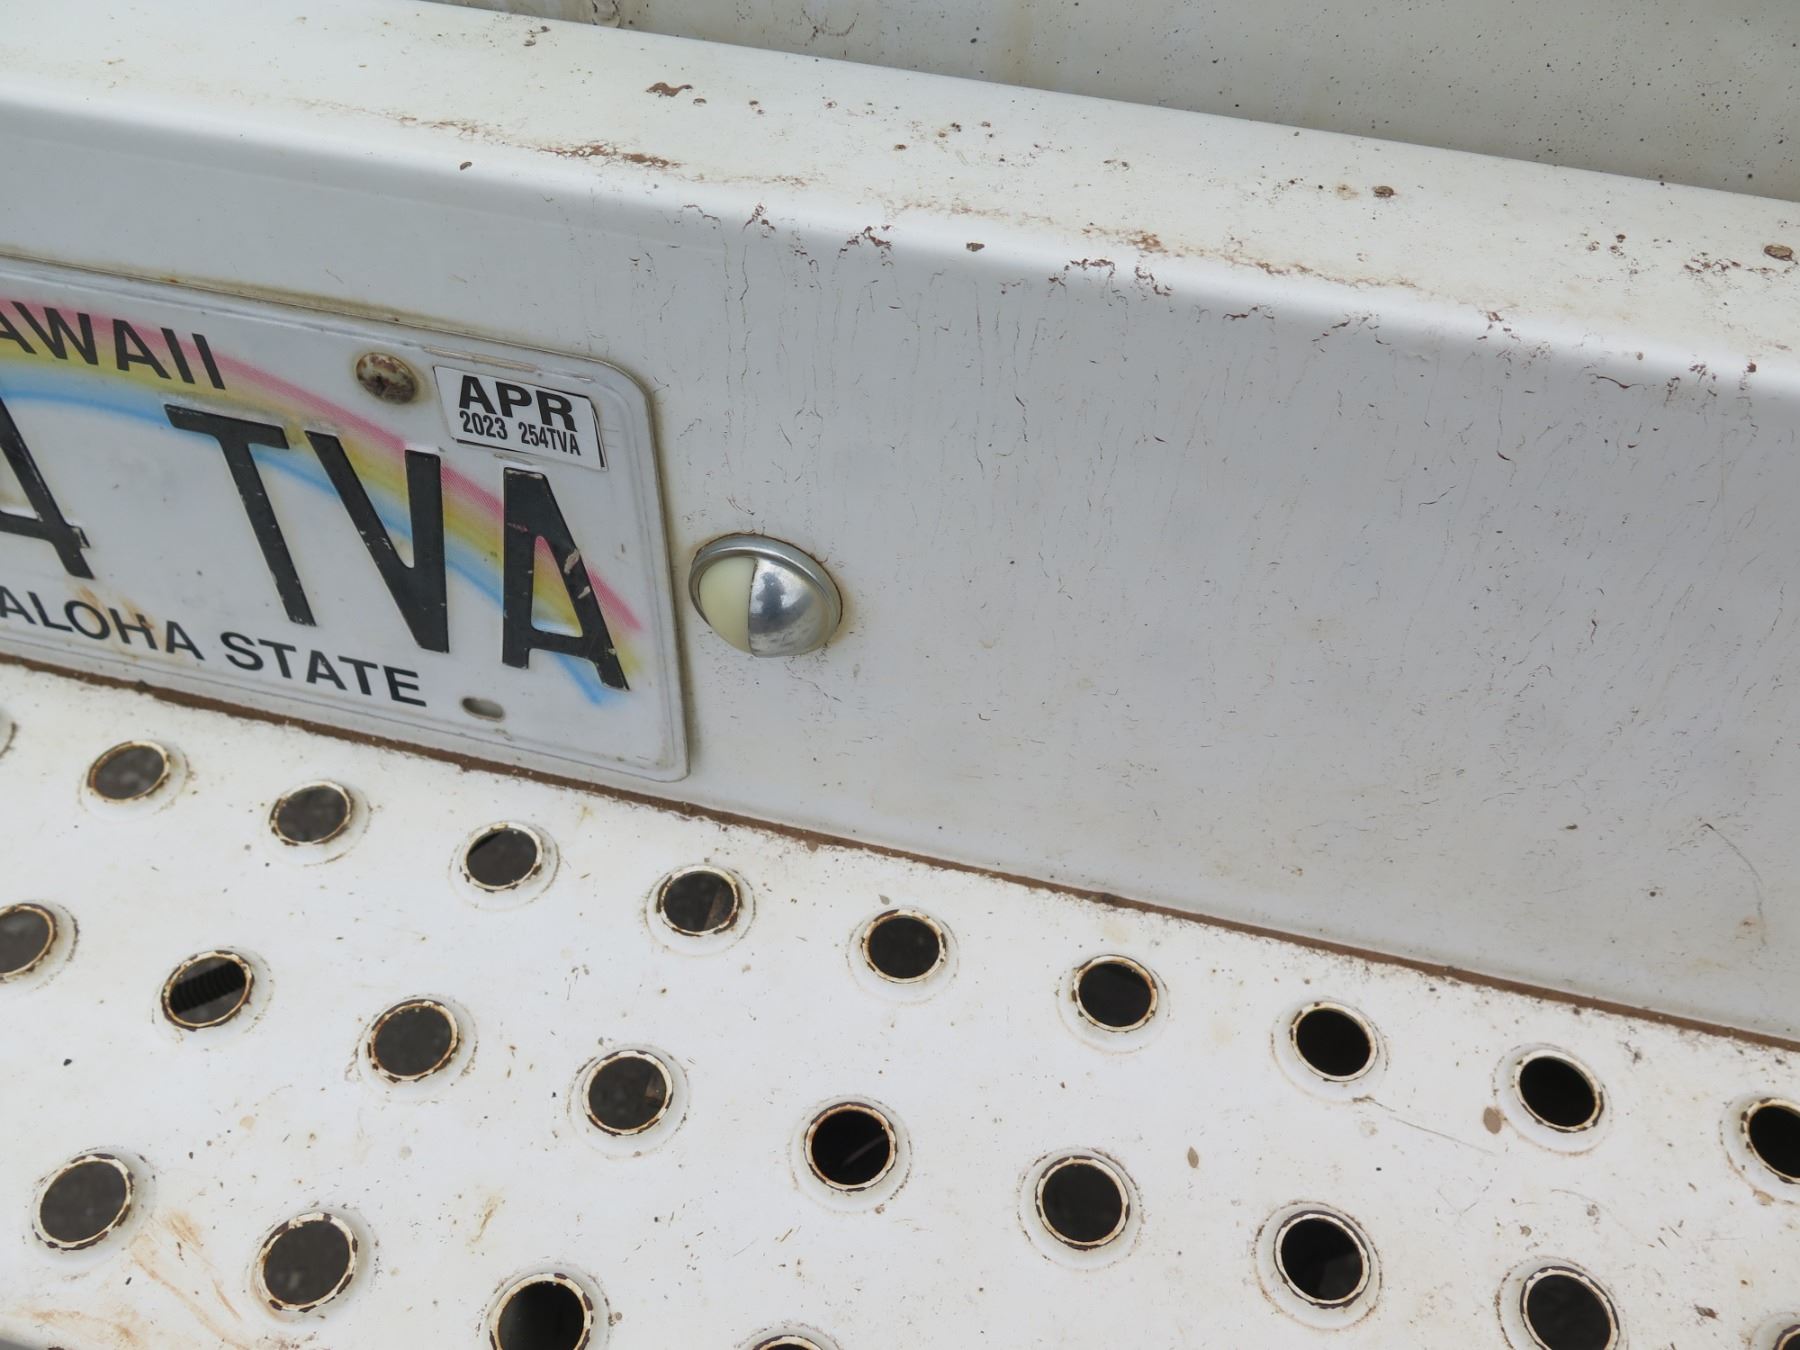 AWAII
APR
2023 254TVA
4 TVA
ALOHA STATE